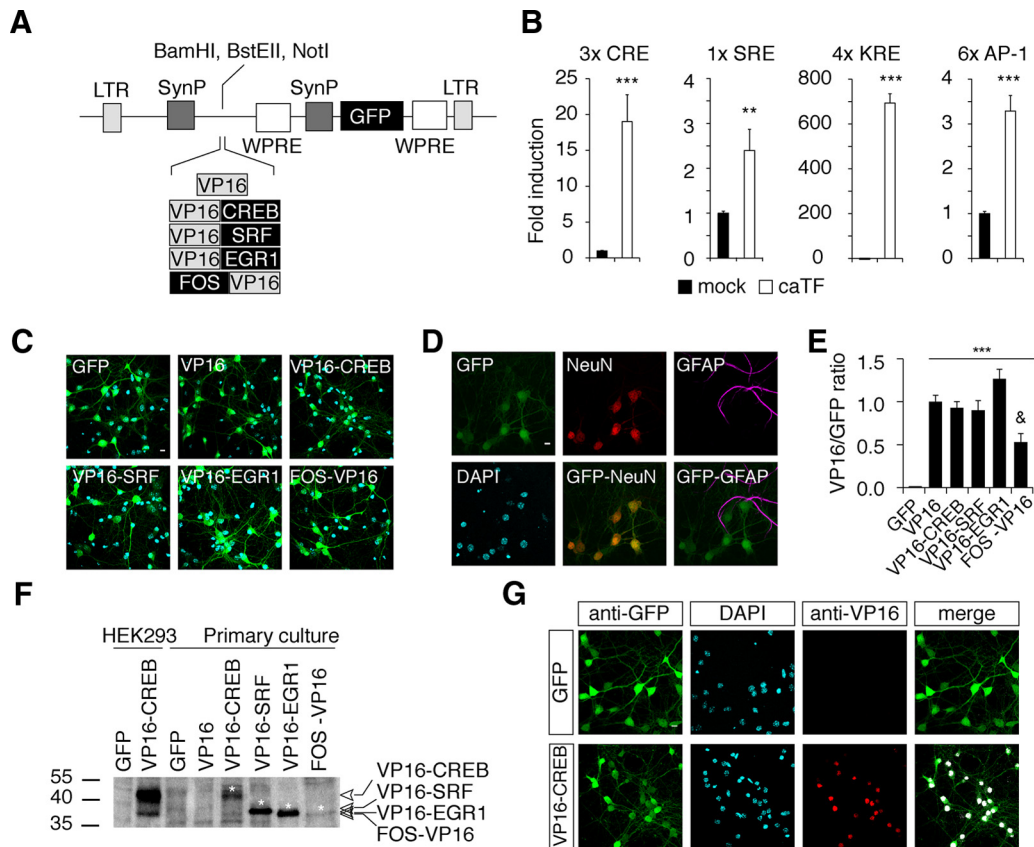 A
BamHI, BstEII, NotI
LTR
SynP
SynP
LTR
GFP
WPRE
WPRE
VP16
VP16 CREB
VP16 SRF
VP16 EGR1
FOS VP16
B
3x CRE
1x SRE
4x KRE
6x AP-1
Fold induction
25
20
15
10
5
0
***
4
3
2
1
0
**
800
600
400
200
0
***
4
3
2
1
0
***
mock
caTF
C
GFP
VP16
VP16-CREB
VP16-SRF
VP16-EGR1
FOS-VP16
D
GFP
NeuN
GFAP
DAPI
GFP-NeuN
GFP-GFAP
E
VP16/GFP ratio
1.5
1.0
0.5
0.0
***
&
GFP
VP16
VP16-CREB
VP16-SRF
VP16-EGR1
FOS -VP16
F
HEK293
Primary culture
GFP
VP16-CREB
GFP
VP16
VP16-CREB
VP16-SRF
VP16-EGR1
FOS -VP16
55
40
35
*
*
*
*
VP16-CREB
VP16-SRF
VP16-EGR1
FOS-VP16
G
anti-GFP
DAPI
anti-VP16
merge
GFP
VP16-CREB